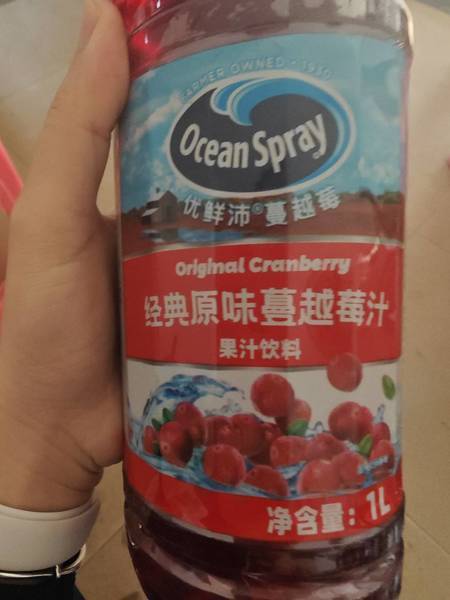 FARMER OWNED · 1930
Ocean Spray
优鲜沛®蔓越莓
Original Cranberry
经典原味蔓越莓汁
果汁饮料
净含量：1L